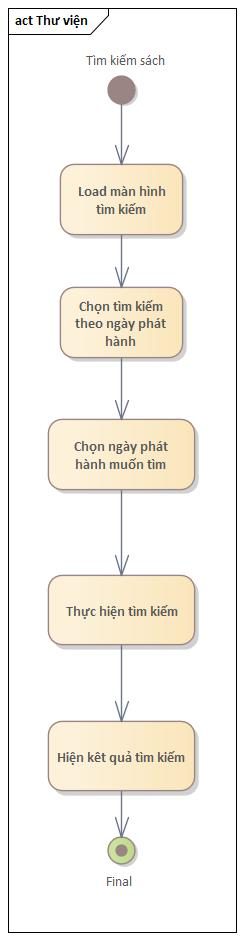 act Thư viện
Tìm kiếm sách
Load màn hình
tìm kiếm
Chọn tìm kiếm
theo ngày phát
hành
Chọn ngày phát
hành muốn tìm
Thực hiện tìm kiếm
Hiện kêt quả tìm kiếm
Final